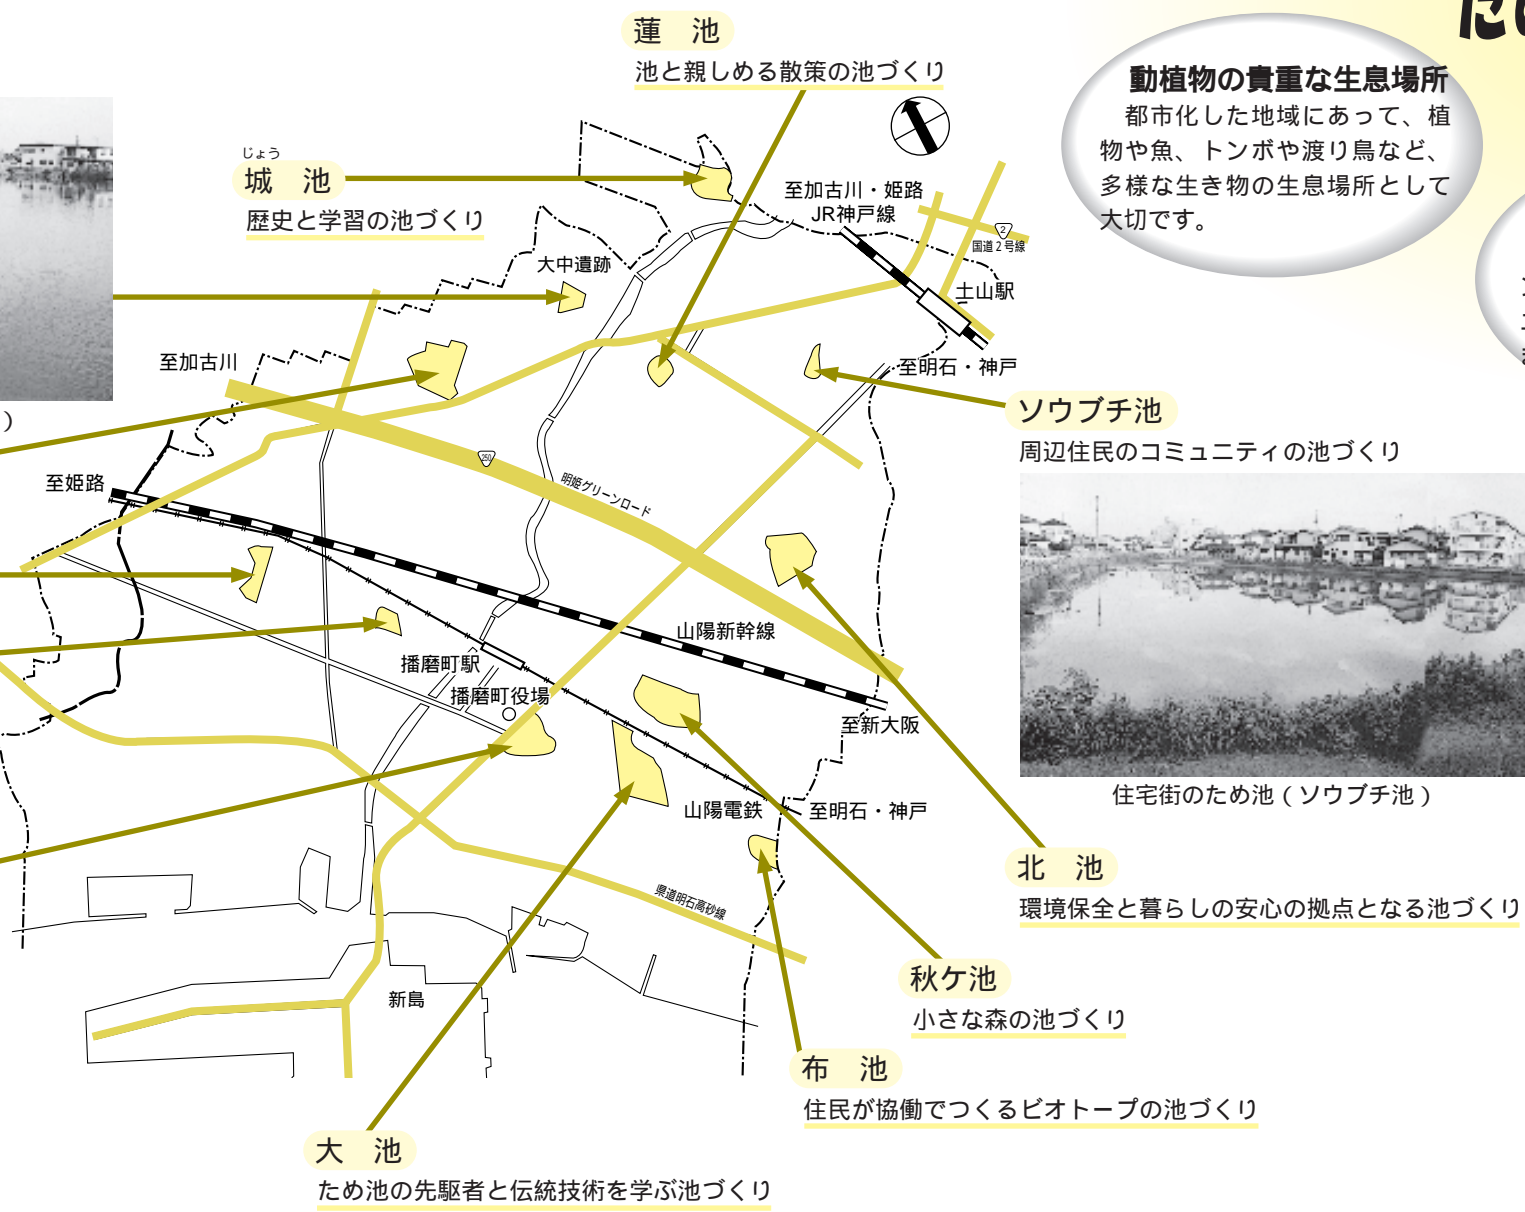 蓮　池
池と親しめる散策の池づくり
動植物の貴重な生息場所
　都市化した地域にあって、植
物や魚、トンボや渡り鳥など、
多様な生き物の生息場所として
大切です。
じょう
城　池
歴史と学習の池づくり
至加古川・姫路
JR神戸線
2
国道2号線
大中遺跡
土山駅
至加古川
至明石・神戸
）
ソウブチ池
周辺住民のコミュニティの池づくり
250
明姫グリーンロード
至姫路
山陽新幹線
播磨町駅
播磨町役場
至新大阪
山陽電鉄
至明石・神戸
住宅街のため池（ソウブチ池）
県道明石高砂線
北　池
環境保全と暮らしの安心の拠点となる池づくり
新島
秋ケ池
小さな森の池づくり
布　池
住民が協働でつくるビオトープの池づくり
大　池
ため池の先駆者と伝統技術を学ぶ池づくり